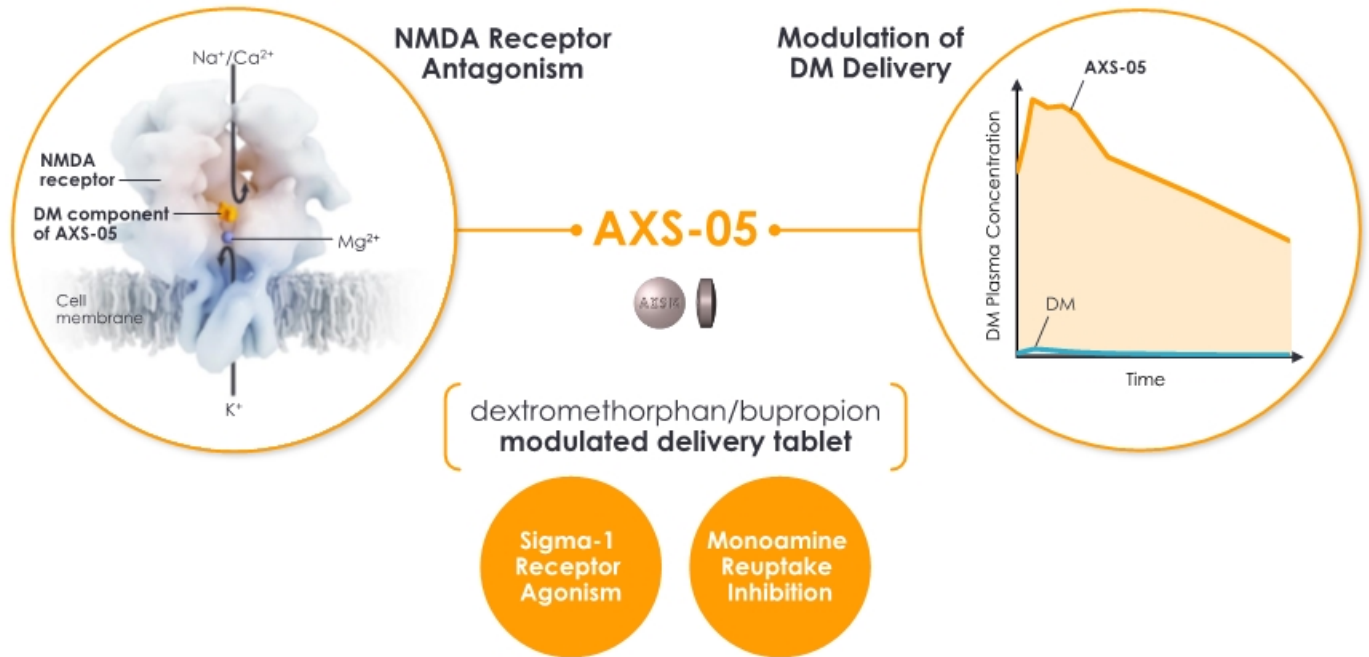 NMDA Receptor
Antagonism
Na⁺/Ca²⁺
NMDA
receptor
DM component
of AXS-05
Mg²⁺
Cell
membrane
K⁺
AXS-05
AXSM
Modulation of
DM Delivery
AXS-05
DM Plasma Concentration
DM
Time
dextromethorphan/bupropion
modulated delivery tablet
Sigma-1
Receptor
Agonism
Monoamine
Reuptake
Inhibition